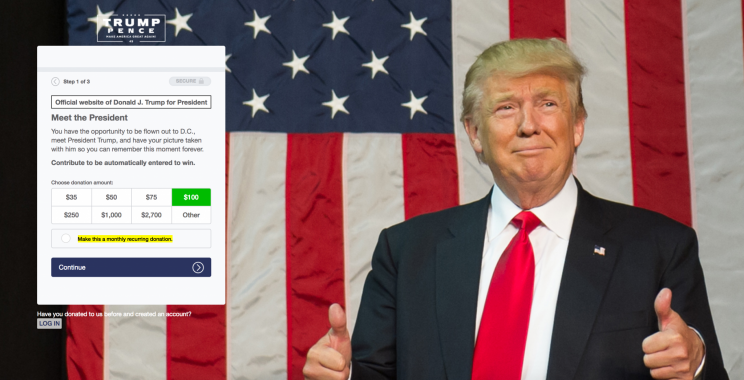 TRUMP
PENCE
MAKE AMERICA GREAT AGAIN!
Step 1 of 3
SECURE
Official website of Donald J. Trump for President
Meet the President
You have the opportunity to be flown out to D.C.,
meet President Trump, and have your picture taken
with him so you can remember this moment forever.
Contribute to be automatically entered to win.
Choose donation amount:
$35 $50 $75 $100
$250 $1,000 $2,700 Other
Make this a monthly recurring donation.
Continue
Have you donated to us before and created an account?
LOG IN